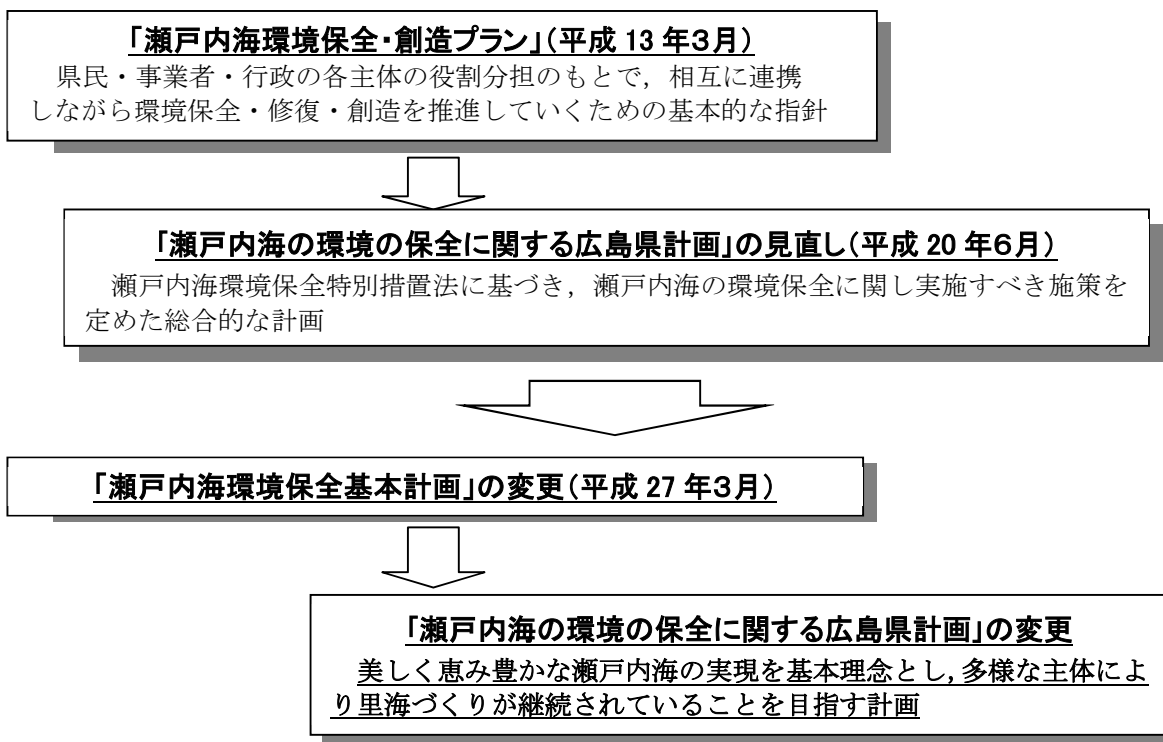 「瀬戸内海環境保全・創造プラン」(平成 13 年3月)
県民・事業者・行政の各主体の役割分担のもとで，相互に連携
しながら環境保全・修復・創造を推進していくための基本的な指針
「瀬戸内海の環境の保全に関する広島県計画」の見直し(平成 20 年6月)
瀬戸内海環境保全特別措置法に基づき，瀬戸内海の環境保全に関し実施すべき施策を
定めた総合的な計画
「瀬戸内海環境保全基本計画」の変更(平成 27 年3月)
「瀬戸内海の環境の保全に関する広島県計画」の変更
美しく恵み豊かな瀬戸内海の実現を基本理念とし，多様な主体によ
り里海づくりが継続されていることを目指す計画